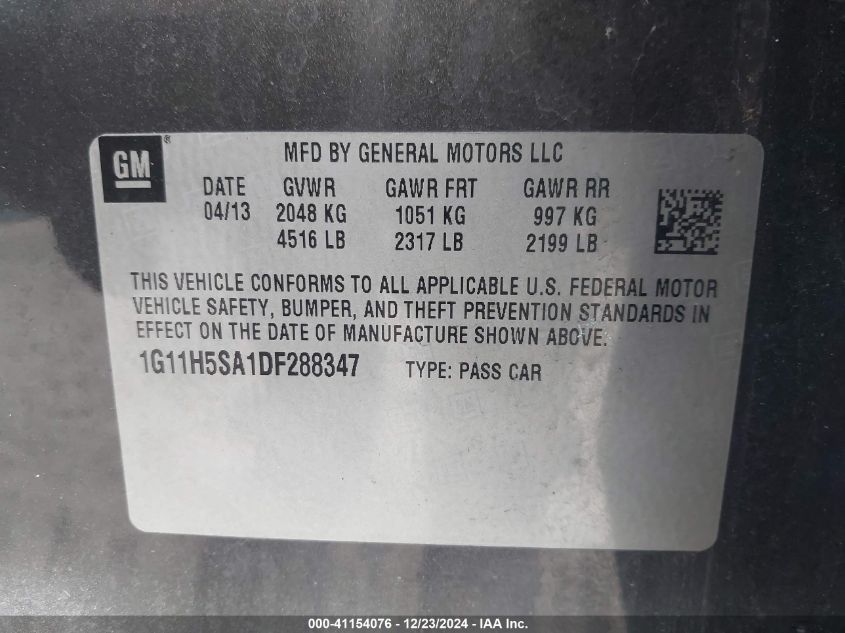 GM ®
MFD BY GENERAL MOTORS LLC
DATE GVWR GAWR FRT GAWR RR
04/13 2048 KG 1051 KG 997 KG
4516 LB 2317 LB 2199 LB
THIS VEHICLE CONFORMS TO ALL APPLICABLE U.S. FEDERAL MOTOR
VEHICLE SAFETY, BUMPER, AND THEFT PREVENTION STANDARDS IN
EFFECT ON THE DATE OF MANUFACTURE SHOWN ABOVE.
1G11H5SA1DF288347 TYPE: PASS CAR
000-41154076 - 12/23/2024 - IAA Inc.